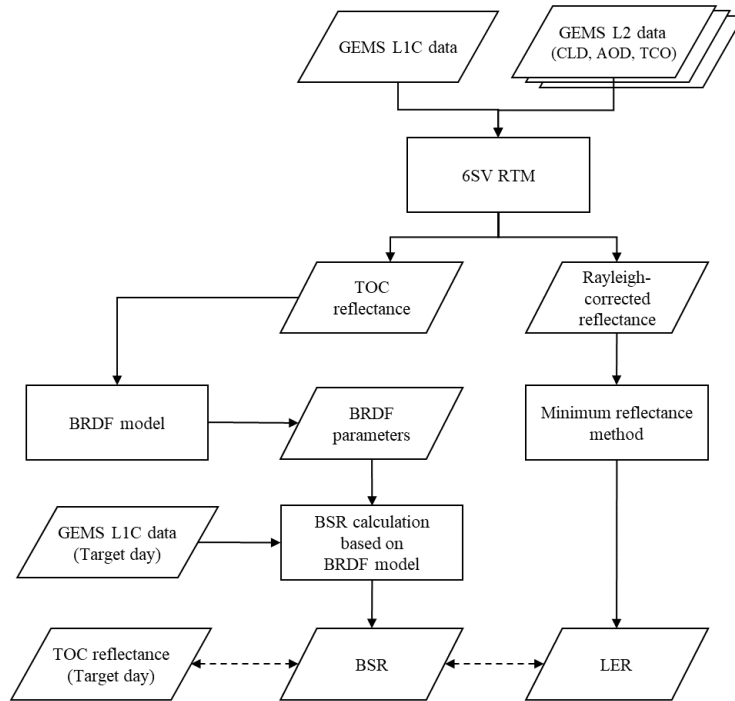 GEMS L1C data
GEMS L2 data
(CLD, AOD, TCO)
6SV RTM
TOC
reflectance
Rayleigh-
corrected
reflectance
BRDF model
BRDF
parameters
Minimum reflectance
method
GEMS L1C data
(Target day)
BSR calculation
based on
BRDF model
TOC reflectance
(Target day)
BSR
LER